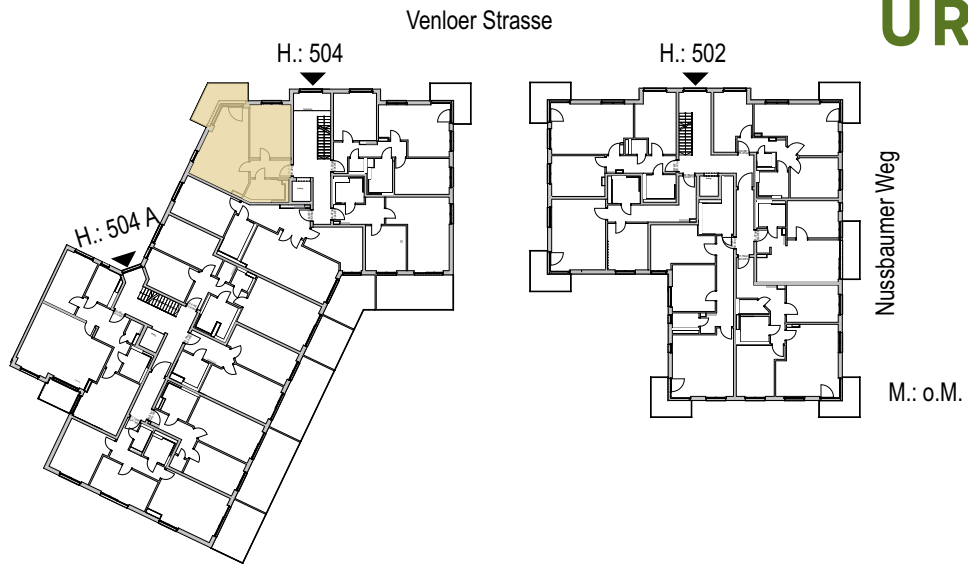 Venloer Strasse
UR
H.: 504
H.: 502
Nussbaumer Weg
H.: 504 A
M.: o.M.